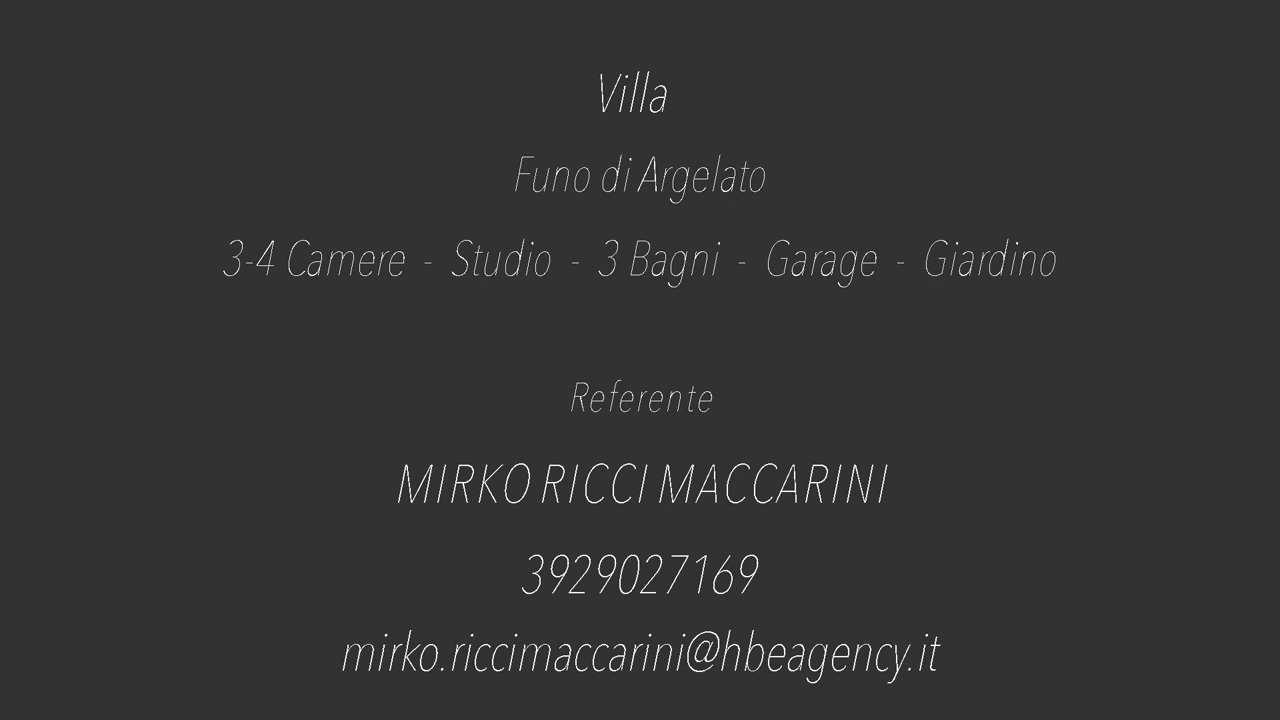 Villa
Funo di Argelato
3-4 Camere - Studio - 3 Bagni - Garage - Giardino
Referente
MIRKO RICCI MACCARINI
3929027169
mirko.riccimaccarini@hbeagency.it